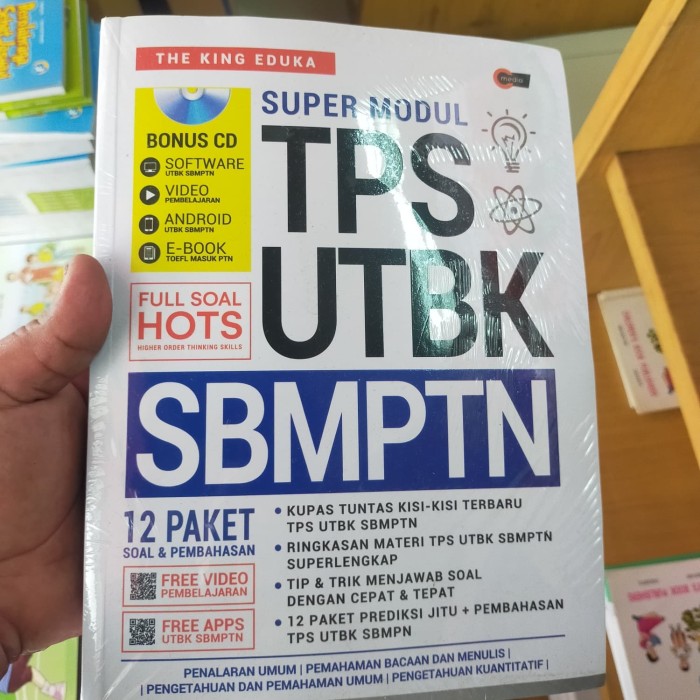 THE KING EDUKA
media
SUPER MODUL
TPS
UTBK
SBMPTN
BONUS CD
SOFTWARE
UTBK SBMPTN
VIDEO
PEMBELAJARAN
ANDROID
UTBK SBMPTN
E-BOOK
TOEFL MASUK PTN
FULL SOAL
HOTS
HIGHER ORDER THINKING SKILLS
12 PAKET
SOAL & PEMBAHASAN
FREE VIDEO
PEMBELAJARAN
FREE APPS
UTBK SBMPTN
• KUPAS TUNTAS KISI-KISI TERBARU
TPS UTBK SBMPTN
• RINGKASAN MATERI TPS UTBK SBMPTN
SUPERLENGKAP
• TIP & TRIK MENJAWAB SOAL
DENGAN CEPAT & TEPAT
• 12 PAKET PREDIKSI JITU + PEMBAHASAN
TPS UTBK SBMPN
PENALARAN UMUM | PEMAHAMAN BACAAN DAN MENULIS |
| PENGETAHUAN DAN PEMAHAMAN UMUM | PENGETAHUAN KUANTITATIF |